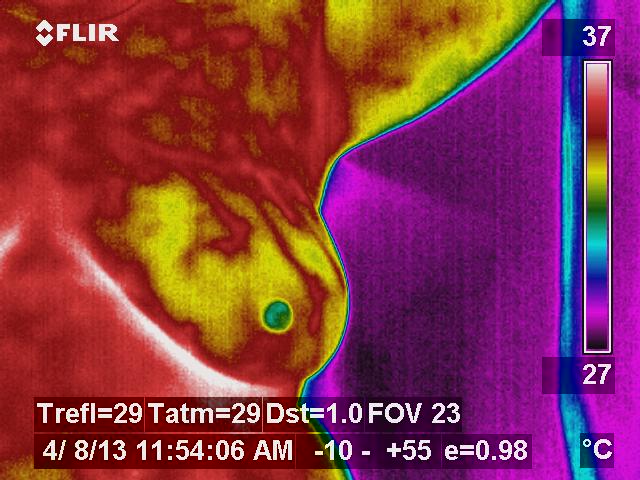 FLIR
37
27
Trefl=29 Tatm=29 Dst=1.0 FOV 23
4/ 8/13 11:54:06 AM -10 - +55 e=0.98 °C